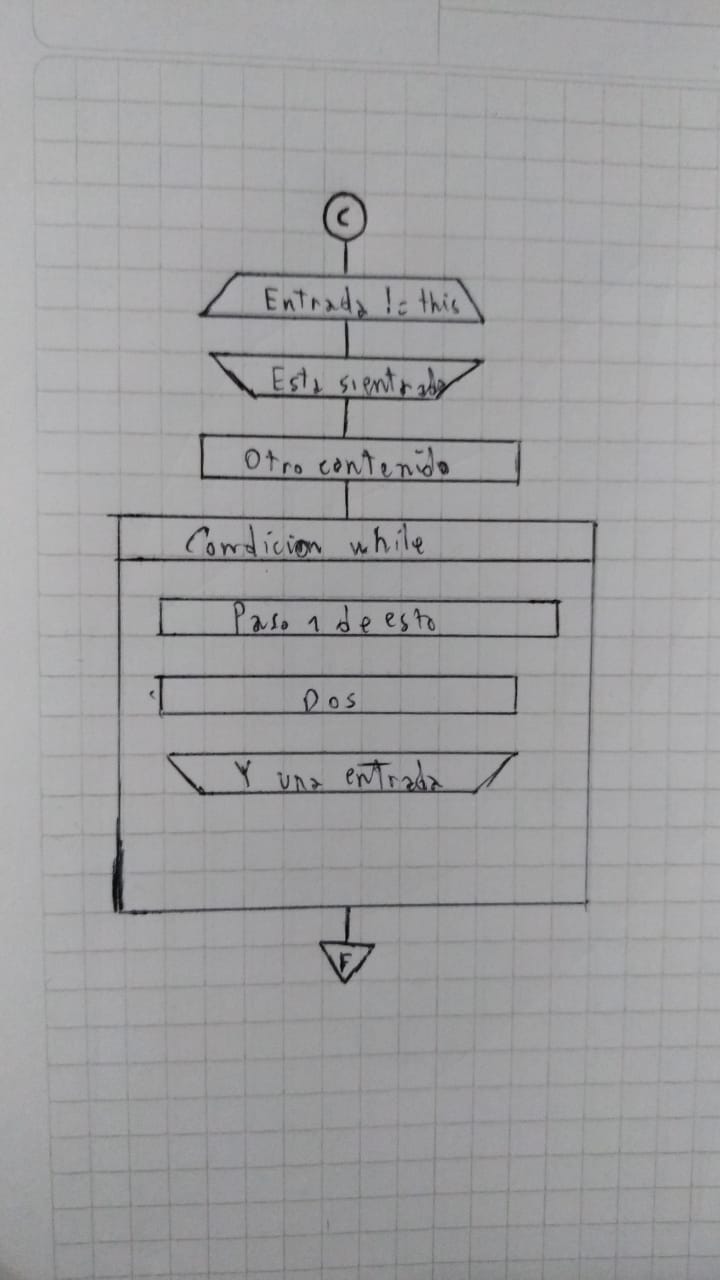 C
Entrada != this
Esta si entrada
Otro contenido
Condicion while
Paso 1 de esto
Dos
Y una entrada
F